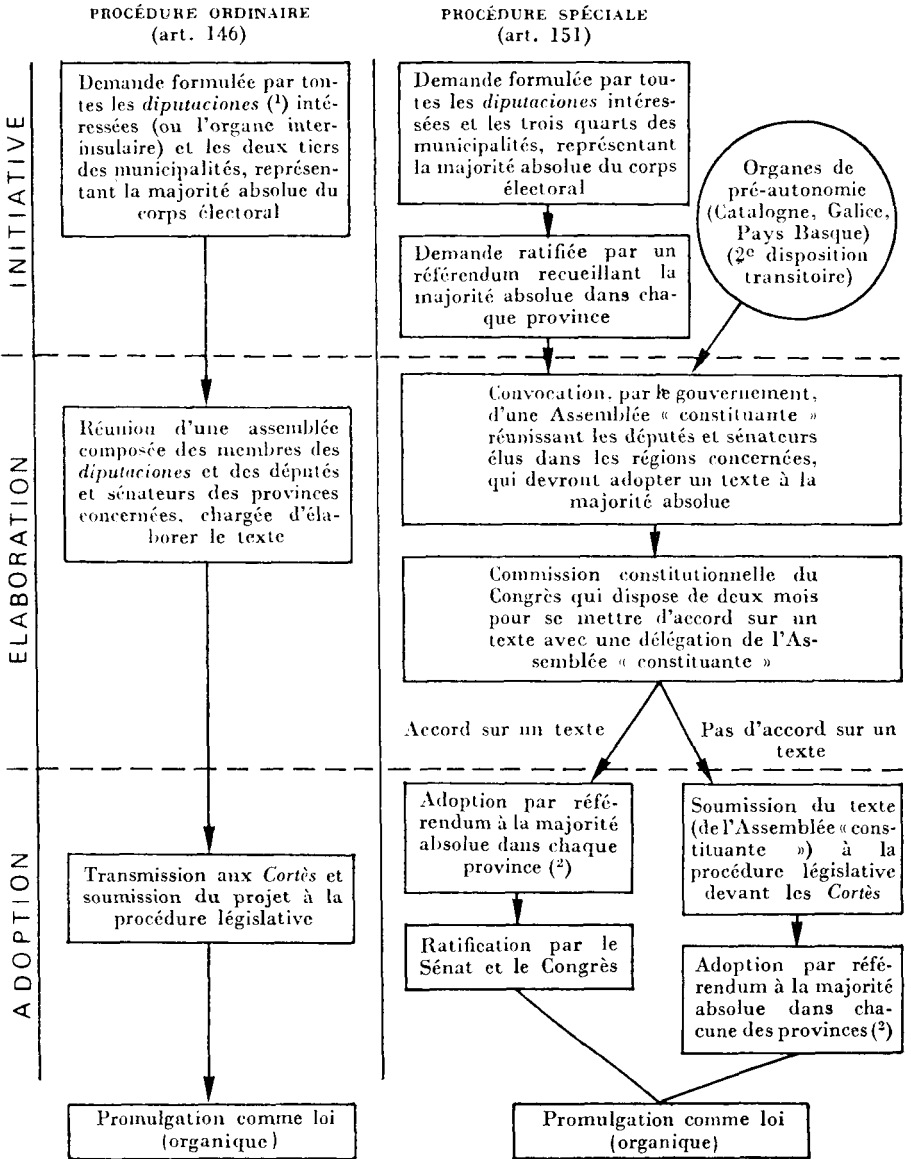 PROCÉDURE ORDINAIRE
(art. 146)
PROCÉDURE SPÉCIALE
(art. 151)
INITIATIVE
Demande formulée par tou-
tes les diputaciones (¹) inté-
ressées (ou l'organe inter-
insulaire) et les deux tiers
des municipalités, représen-
tant la majorité absolue du
corps électoral
Demande formulée par tou-
tes les diputaciones intéres-
sées et les trois quarts des
municipalités, représentant
la majorité absolue du corps
électoral
Demande ratifiée par un
référendum recueillant la
majorité absolue dans cha-
que province
Organes de
pré-autonomie
(Catalogne, Galice,
Pays Basque)
(2e disposition
transitoire)
ELABORATION
Réunion d'une assemblée
composée des membres des
diputaciones et des députés
et sénateurs des provinces
concernées, chargée d'éla-
borer le texte
Convocation, par le gouvernement,
d'une Assemblée « constituante »
réunissant les députés et sénateurs
élus dans les régions concernées,
qui devront adopter un texte à la
majorité absolue
Commission constitutionnelle du
Congrès qui dispose de deux mois
pour se mettre d'accord sur un
texte avec une délégation de l'As-
semblée « constituante »
Accord sur un texte
Pas d'accord sur un
texte
ADOPTION
Transmission aux Cortès et
soumission du projet à la
procédure législative
Adoption par réfé-
rendum à la majorité
absolue dans chaque
province (²)
Ratification par le
Sénat et le Congrès
Soumission du texte
(de l'Assemblée « cons-
tituante ») à la
procédure législative
devant les Cortès
Adoption par réfé-
rendum à la majorité
absolue dans cha-
cune des provinces (²)
Promulgation comme loi
(organique)
Promulgation comme loi
(organique)